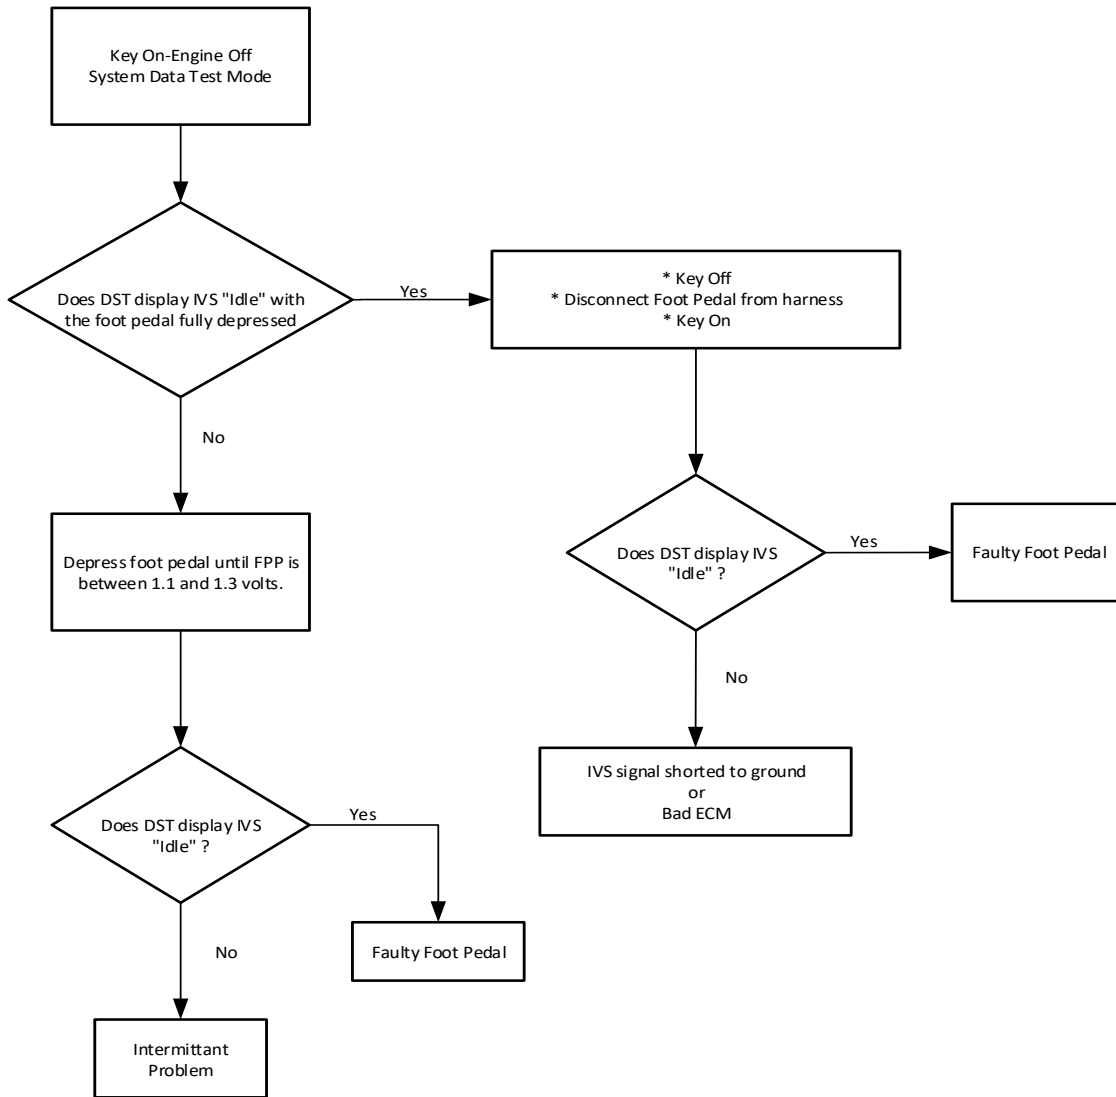 Key On-Engine Off
System Data Test Mode
Does DST display IVS "Idle" with
the foot pedal fully depressed
Yes
* Key Off
* Disconnect Foot Pedal from harness
* Key On
No
Depress foot pedal until FPP is
between 1.1 and 1.3 volts.
Does DST display IVS
"Idle" ?
Yes
Faulty Foot Pedal
No
IVS signal shorted to ground
or
Bad ECM
Does DST display IVS
"Idle" ?
Yes
Faulty Foot Pedal
No
Intermittant
Problem